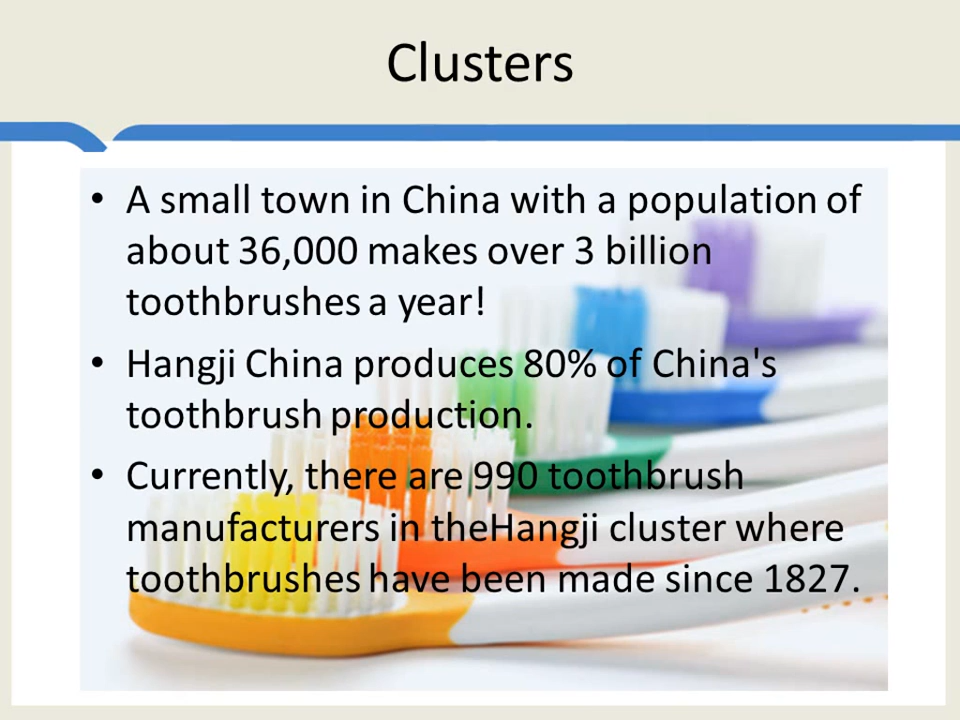 Clusters
• A small town in China with a population of
about 36,000 makes over 3 billion
toothbrushes a year!
• Hangji China produces 80% of China's
toothbrush production.
• Currently, there are 990 toothbrush
manufacturers in theHangji cluster where
toothbrushes have been made since 1827.